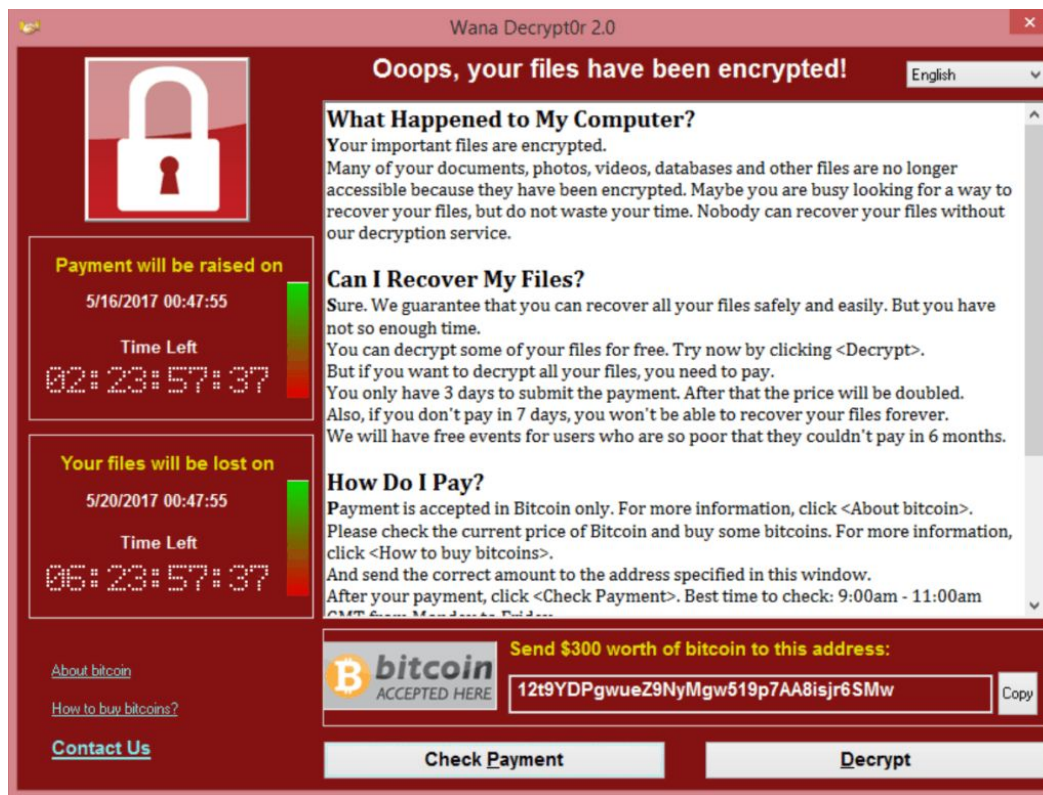 Wana Decrypt0r 2.0
Ooops, your files have been encrypted!
English
What Happened to My Computer?
Your important files are encrypted.
Many of your documents, photos, videos, databases and other files are no longer
accessible because they have been encrypted. Maybe you are busy looking for a way to
recover your files, but do not waste your time. Nobody can recover your files without
our decryption service.
Can I Recover My Files?
Sure. We guarantee that you can recover all your files safely and easily. But you have
not so enough time.
You can decrypt some of your files for free. Try now by clicking <Decrypt>.
But if you want to decrypt all your files, you need to pay.
You only have 3 days to submit the payment. After that the price will be doubled.
Also, if you don't pay in 7 days, you won't be able to recover your files forever.
We will have free events for users who are so poor that they couldn't pay in 6 months.
How Do I Pay?
Payment is accepted in Bitcoin only. For more information, click <About bitcoin>.
Please check the current price of Bitcoin and buy some bitcoins. For more information,
click <How to buy bitcoins>.
And send the correct amount to the address specified in this window.
After your payment, click <Check Payment>. Best time to check: 9:00am - 11:00am
GMT from Monday to Friday.
Payment will be raised on
5/16/2017 00:47:55
Time Left
02:23:57:37
Your files will be lost on
5/20/2017 00:47:55
Time Left
06:23:57:37
About bitcoin
How to buy bitcoins?
Contact Us
bitcoin
ACCEPTED HERE
Send $300 worth of bitcoin to this address:
12t9YDPgwueZ9NyMgw519p7AA8isjr6SMw
Copy
Check Payment
Decrypt